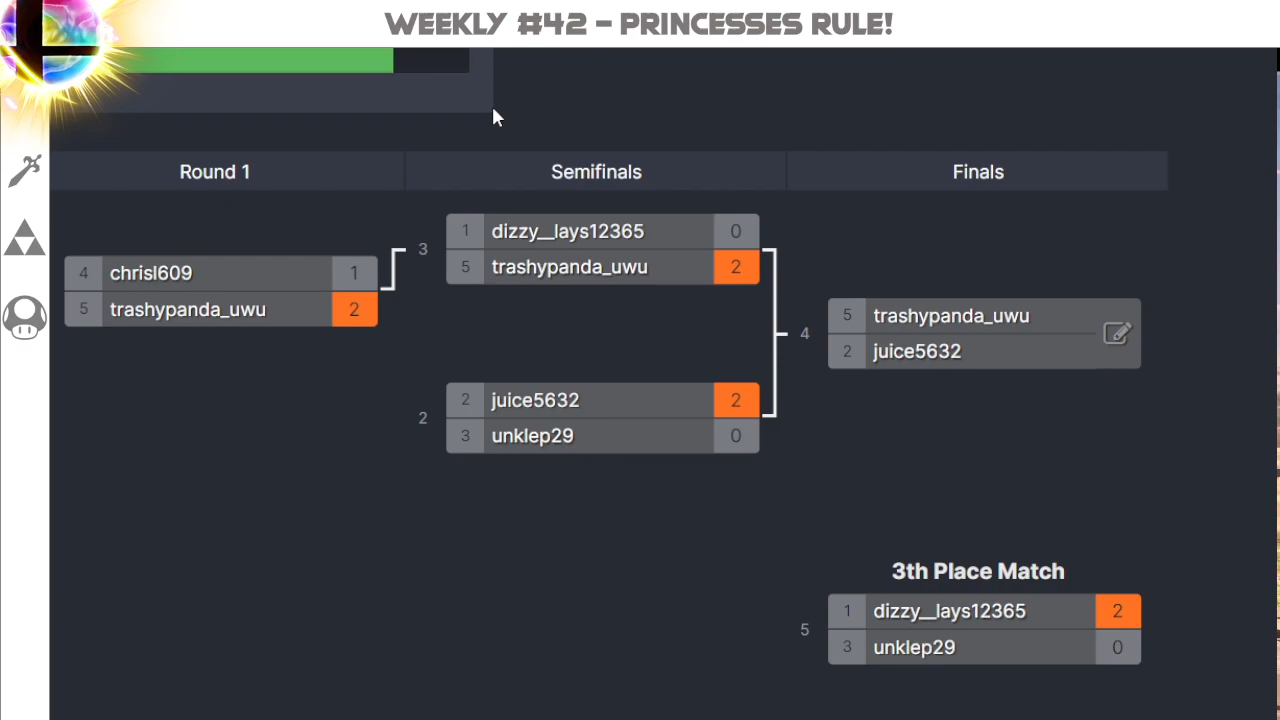 WEEKLY #42 – PRINCESSES RULE!
Round 1
Semifinals
Finals
4 chrisl609 1
5 trashypanda_uwu 2
3
1 dizzy__lays12365 0
5 trashypanda_uwu 2
2
2 juice5632 2
3 unklep29 0
4
5 trashypanda_uwu
2 juice5632
3th Place Match
5
1 dizzy__lays12365 2
3 unklep29 0